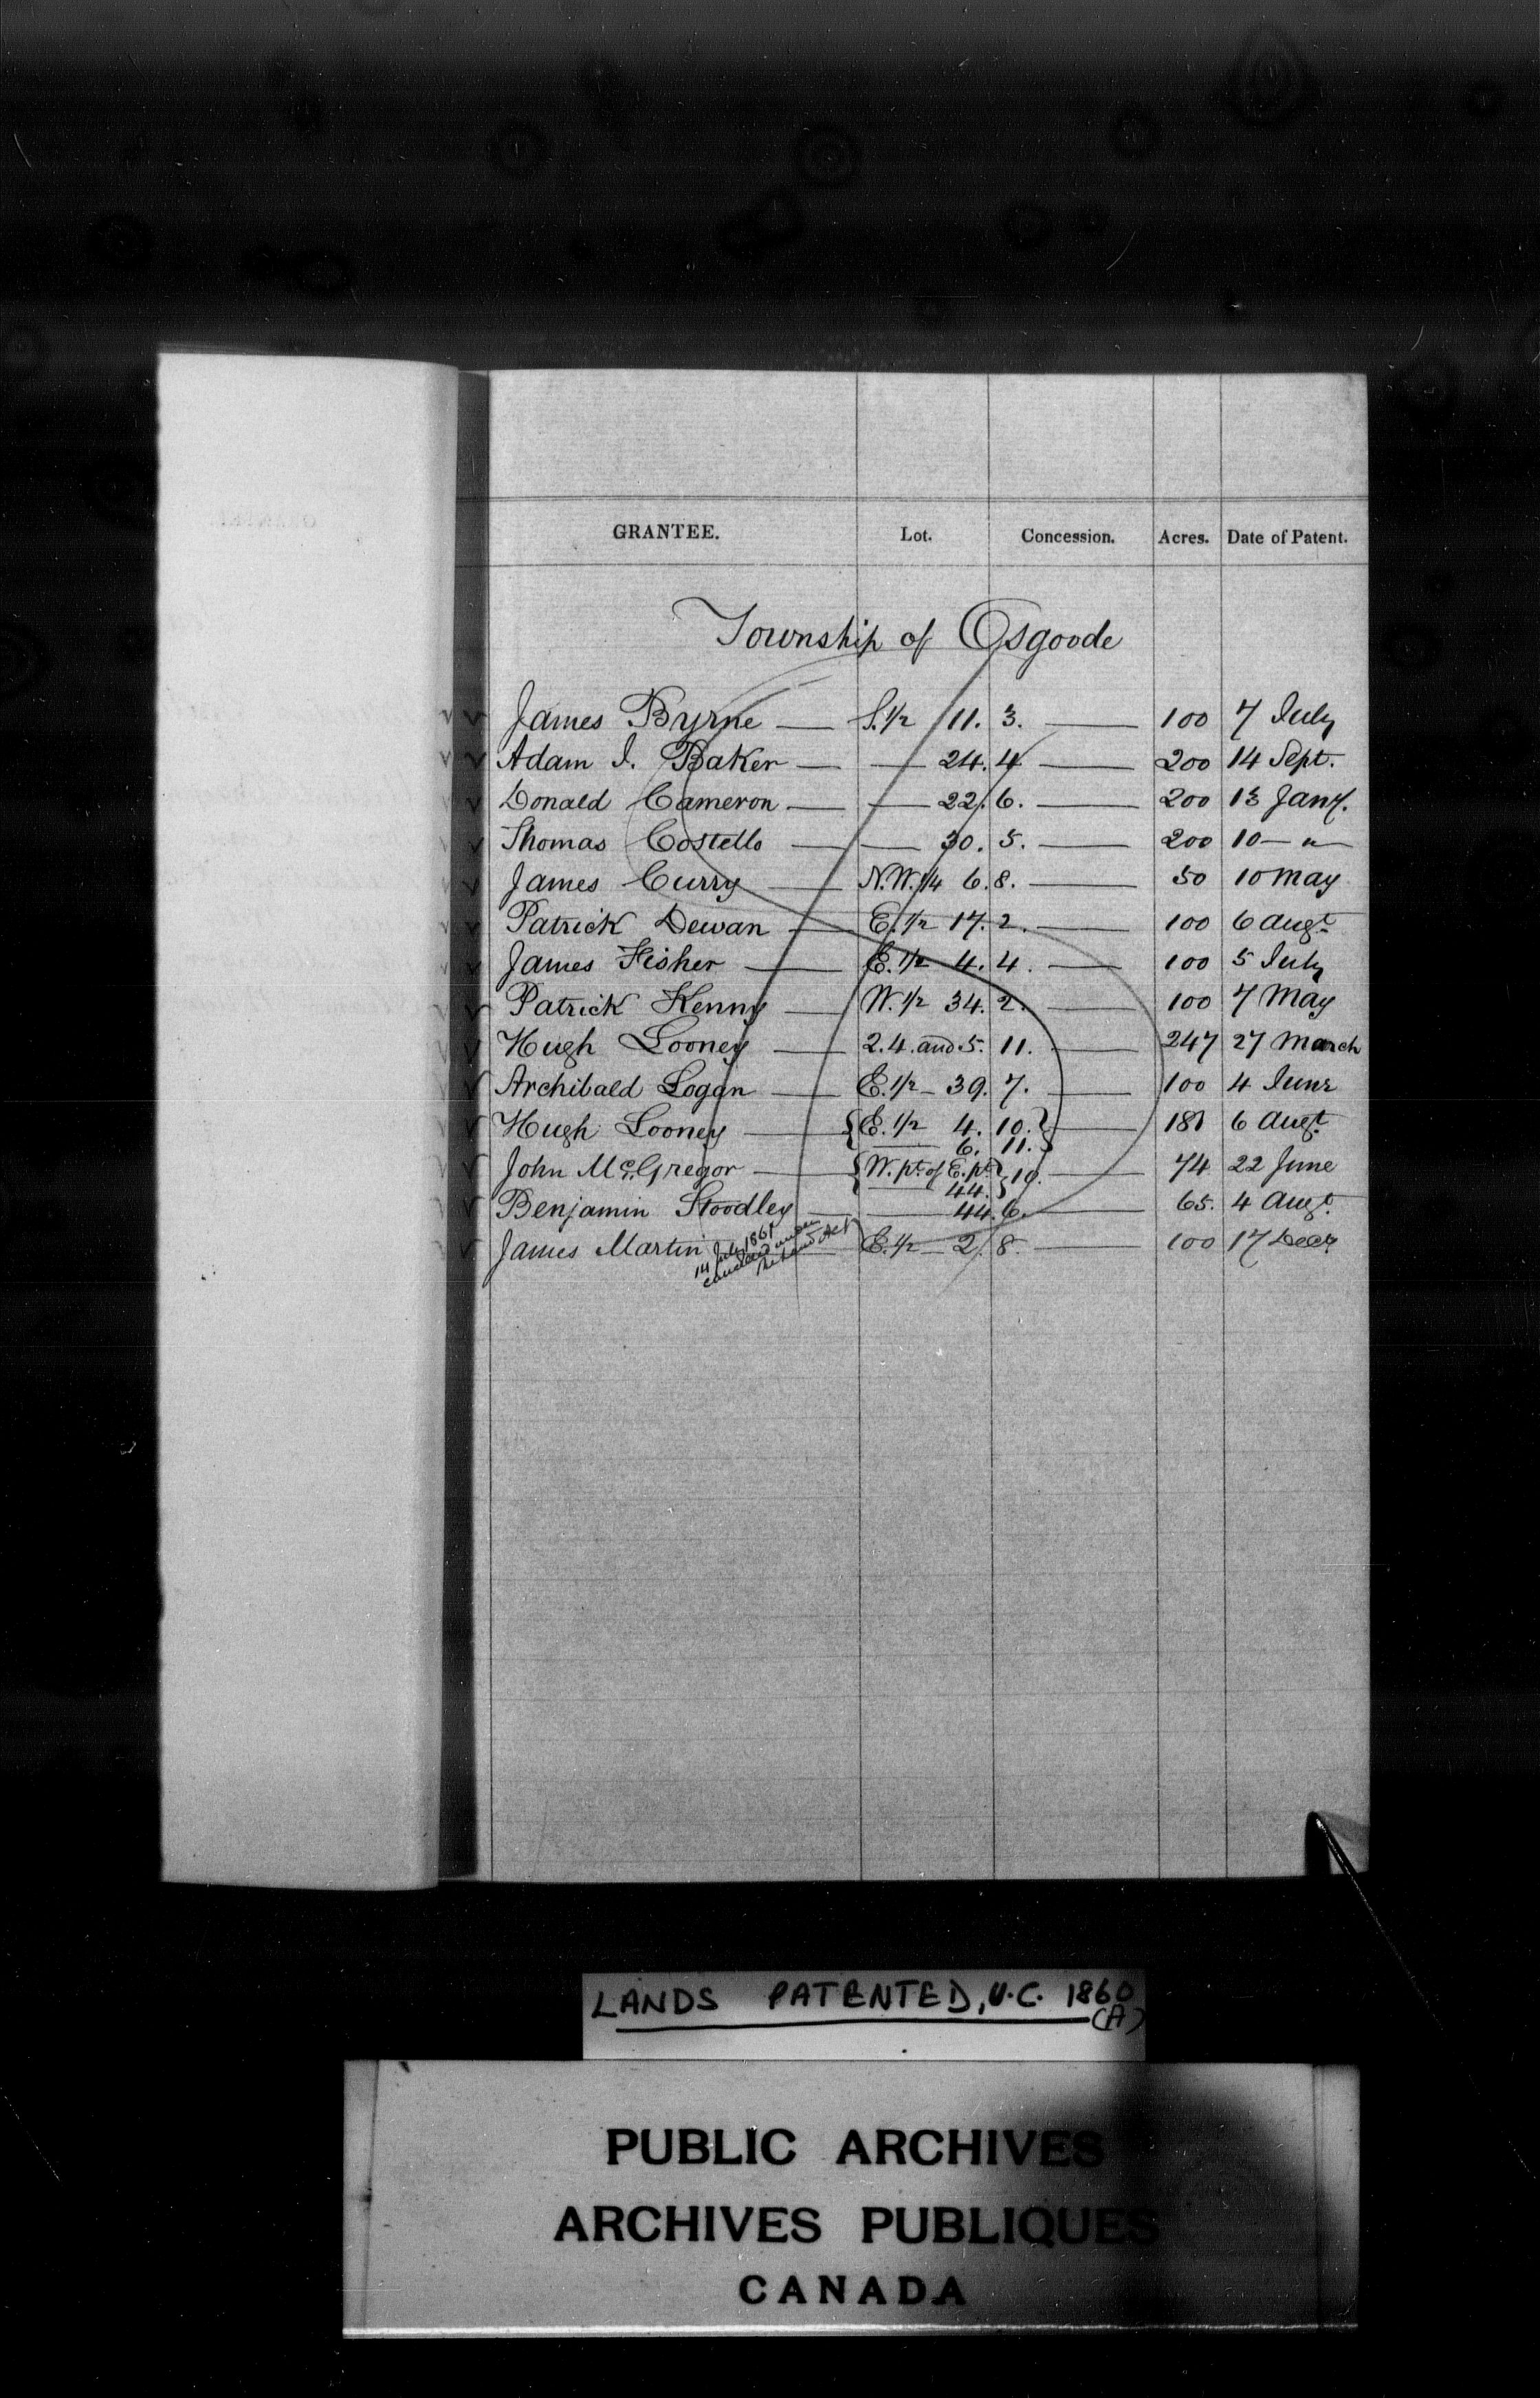 GRANTEE. Lot. Concession. Acres. Date of Patent.
Township of Osgoode
James Byrne — S. 1/2 11. 3. — 100 7 July
Adam I. Baker — — 24. 4 — 200 14 Sept.
Donald Cameron — — 22. 6. — 200 13 Jany.
Thomas Costello — — 30. 5. — 200 10 — " —
James Curry — N.W. 1/4 6. 8. — 50 10 May
Patrick Dewan — E. 1/2 17. 2. — 100 6 Augt.
James Fisher — E. 1/2 4. 4. — 100 5 July
Patrick Kenny — W. 1/2 34. 2. — 100 7 May
Hugh Looney — 2. 4. and 5. 11. — 247 27 March
Archibald Logan — E. 1/2 — 39. 7. — 100 4 June
Hugh Looney — { E. 1/2 4. 10. } — 181 6 Augt.
— 6. 11.
John McGregor — { W. pt. of E. pt. } 10. — 74 22 June
— 44.
Benjamin Stoodley — — 44. 6. — 65. 4 Augt.
James Martin — E. 1/2 — 2. 8. — 100 17 Decr.
14 July 1861
cancelled under
the Land Act
LANDS PATENTED, U.C. 1860
(A)
PUBLIC ARCHIVES
ARCHIVES PUBLIQUES
CANADA